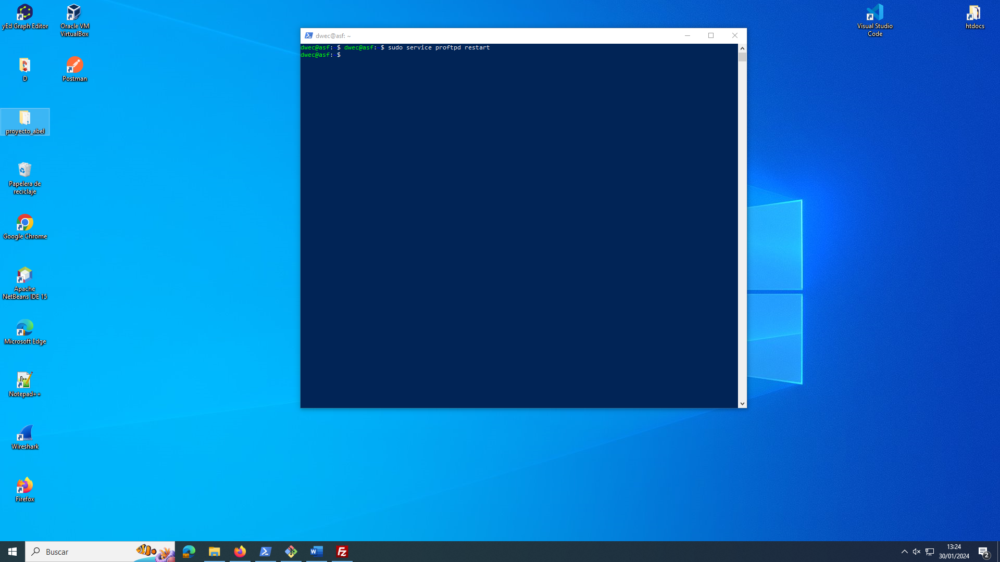 yEd Graph Editor
Oracle VM
VirtualBox
D
Postman
proyecto_abel
Papelera de
reciclaje
Google Chrome
Apache
NetBeans IDE 15
Microsoft Edge
Notepad++
Wireshark
Firefox
dwec@asf: ~
dwec@asf: $ dwec@asf: $ sudo service proftpd restart
dwec@asf: $
Visual Studio
Code
htdocs
Buscar
13:24
30/01/2024
2